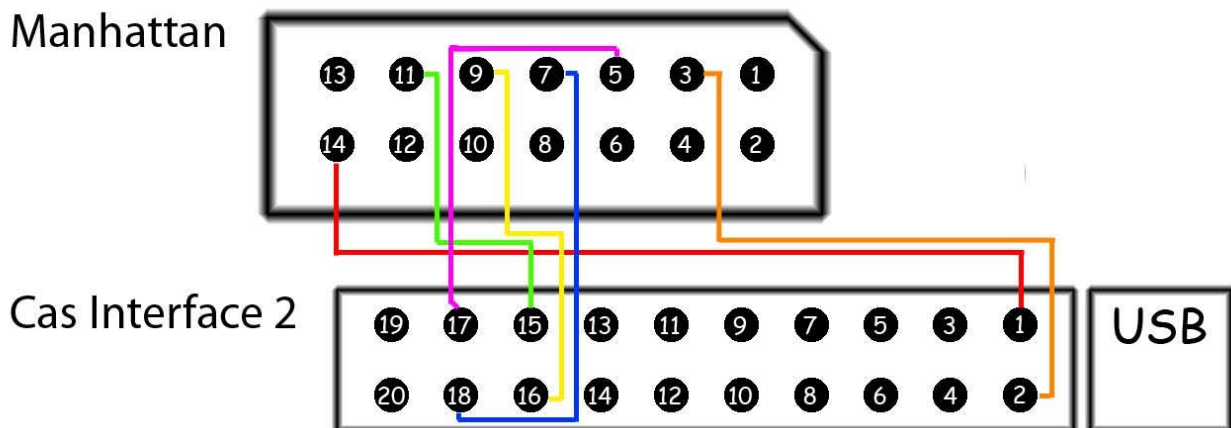 Manhattan
13 11 9 7 5 3 1
14 12 10 8 6 4 2
Cas Interface 2
19 17 15 13 11 9 7 5 3 1
USB
20 18 16 14 12 10 8 6 4 2